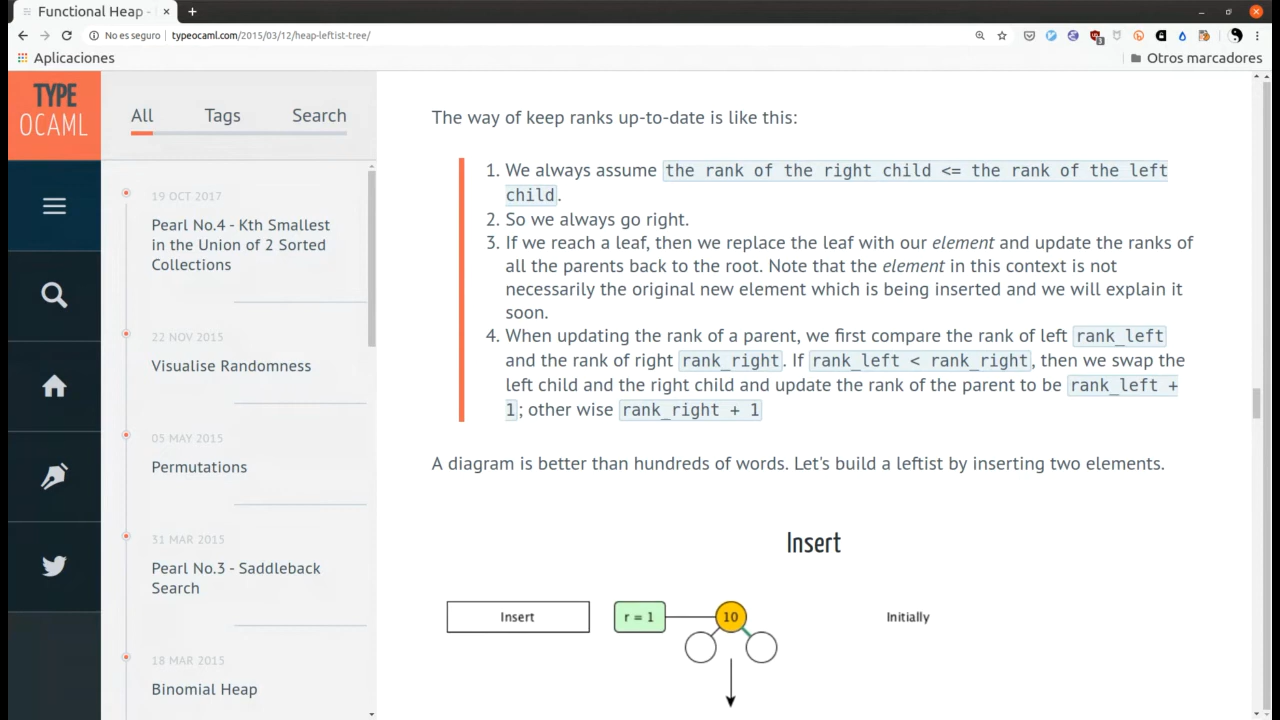 Functional Heap -
No es seguro | typeocaml.com/2015/03/12/heap-leftist-tree/
Aplicaciones
Otros marcadores
TYPE
OCAML
All Tags Search
19 OCT 2017
Pearl No.4 - Kth Smallest
in the Union of 2 Sorted
Collections
22 NOV 2015
Visualise Randomness
05 MAY 2015
Permutations
31 MAR 2015
Pearl No.3 - Saddleback
Search
18 MAR 2015
Binomial Heap
The way of keep ranks up-to-date is like this:
1. We always assume the rank of the right child <= the rank of the left
child.
2. So we always go right.
3. If we reach a leaf, then we replace the leaf with our element and update the ranks of
all the parents back to the root. Note that the element in this context is not
necessarily the original new element which is being inserted and we will explain it
soon.
4. When updating the rank of a parent, we first compare the rank of left rank_left
and the rank of right rank_right. If rank_left < rank_right, then we swap the
left child and the right child and update the rank of the parent to be rank_left +
1; other wise rank_right + 1
A diagram is better than hundreds of words. Let's build a leftist by inserting two elements.
Insert
Insert r = 1 10 Initially